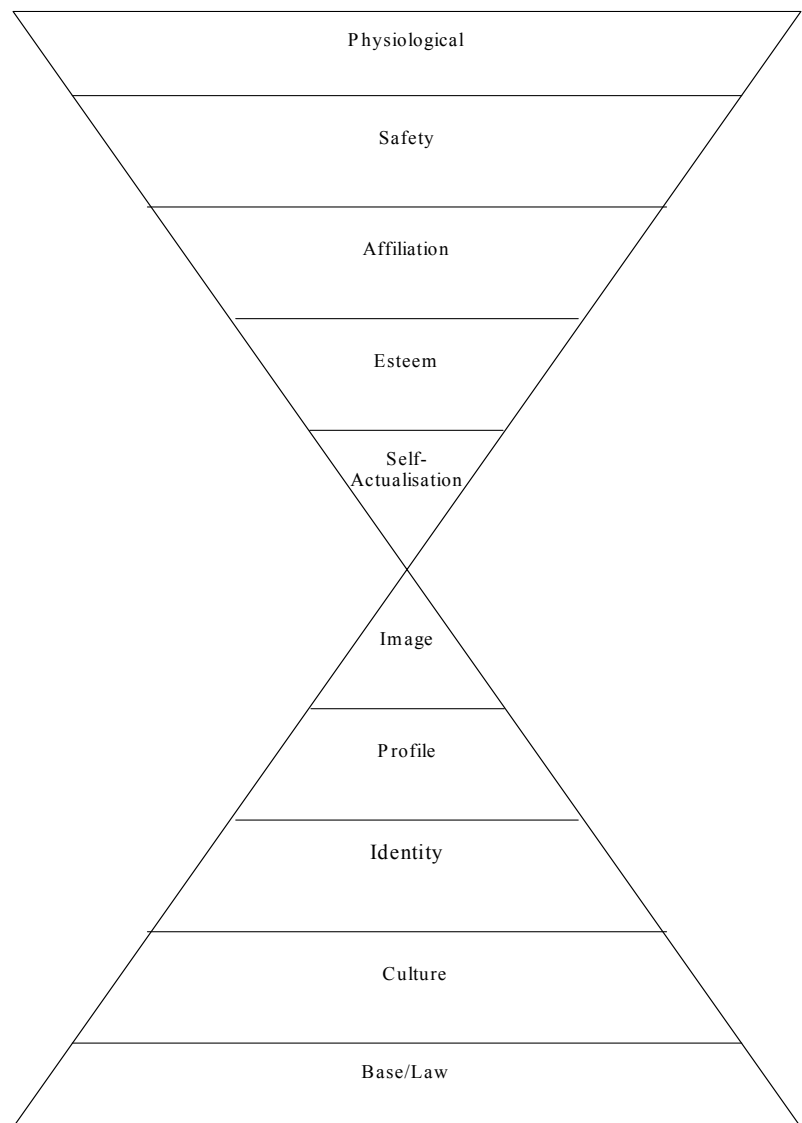 Physiological
Safety
Affiliation
Esteem
Self-
Actualisation
Image
Profile
Identity
Culture
Base/Law